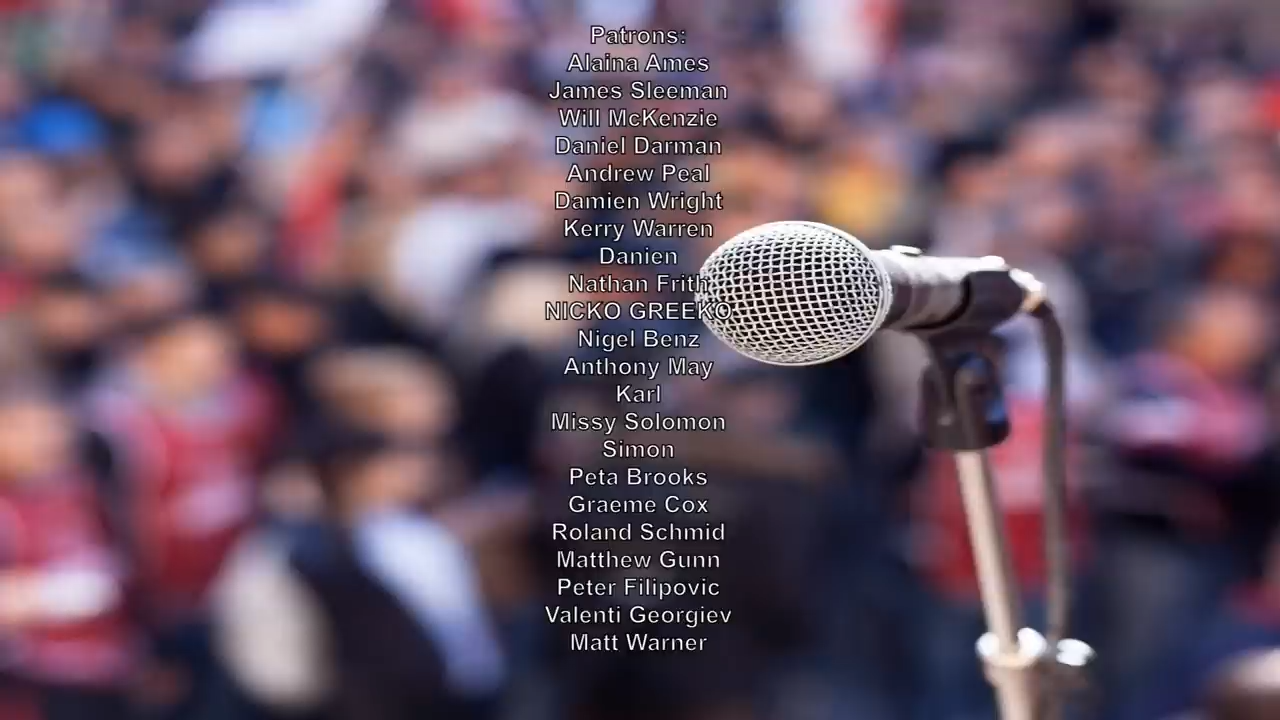 Patrons:
Alaina Ames
James Sleeman
Will McKenzie
Daniel Darman
Andrew Peal
Damien Wright
Kerry Warren
Danien
Nathan Frith
NICKO GREEKO
Nigel Benz
Anthony May
Karl
Missy Solomon
Simon
Peta Brooks
Graeme Cox
Roland Schmid
Matthew Gunn
Peter Filipovic
Valenti Georgiev
Matt Warner